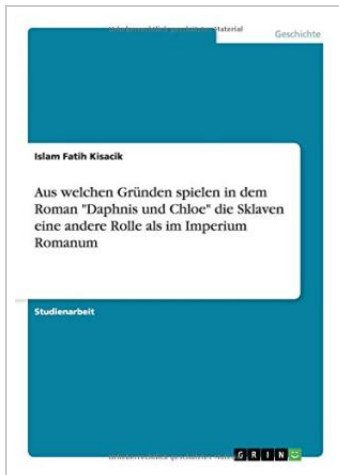 Geschichte
Islam Fatih Kisacik
Aus welchen Gründen spielen in dem
Roman "Daphnis und Chloe" die Sklaven
eine andere Rolle als im Imperium
Romanum
Studienarbeit
GRIN